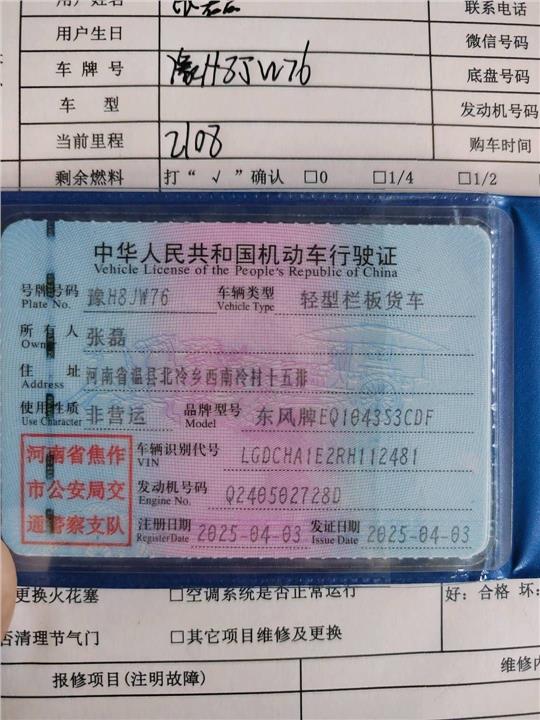 用户姓名
联系电话
用户生日
微信号码
车牌号 豫H8JW76
底盘号码
车型
发动机号码
当前里程 2108
购车时间
剩余燃料 打“√”确认 □0 □1/4 □1/2
中华人民共和国机动车行驶证
Vehicle License of the People's Republic of China
号牌号码 豫H8JW76 车辆类型 轻型栏板货车
Plate No. Vehicle Type
所有人 张磊
Owner
住址 河南省温县北冷乡西南冷村十五排
Address
使用性质 非营运 品牌型号 东风牌EQ1043S3CDF
Use Character Model
河南省焦作
市公安局交
通警察支队
车辆识别代号 LGDCHA1E2RH112481
VIN
发动机号码 Q240502728D
Engine No.
注册日期 2025-04-03 发证日期 2025-04-03
Register Date Issue Date
更换火花塞 □空调系统是否正常运行 好：合格 坏：
否清理节气门 □其它项目维修及更换
报修项目(注明故障) 维修内